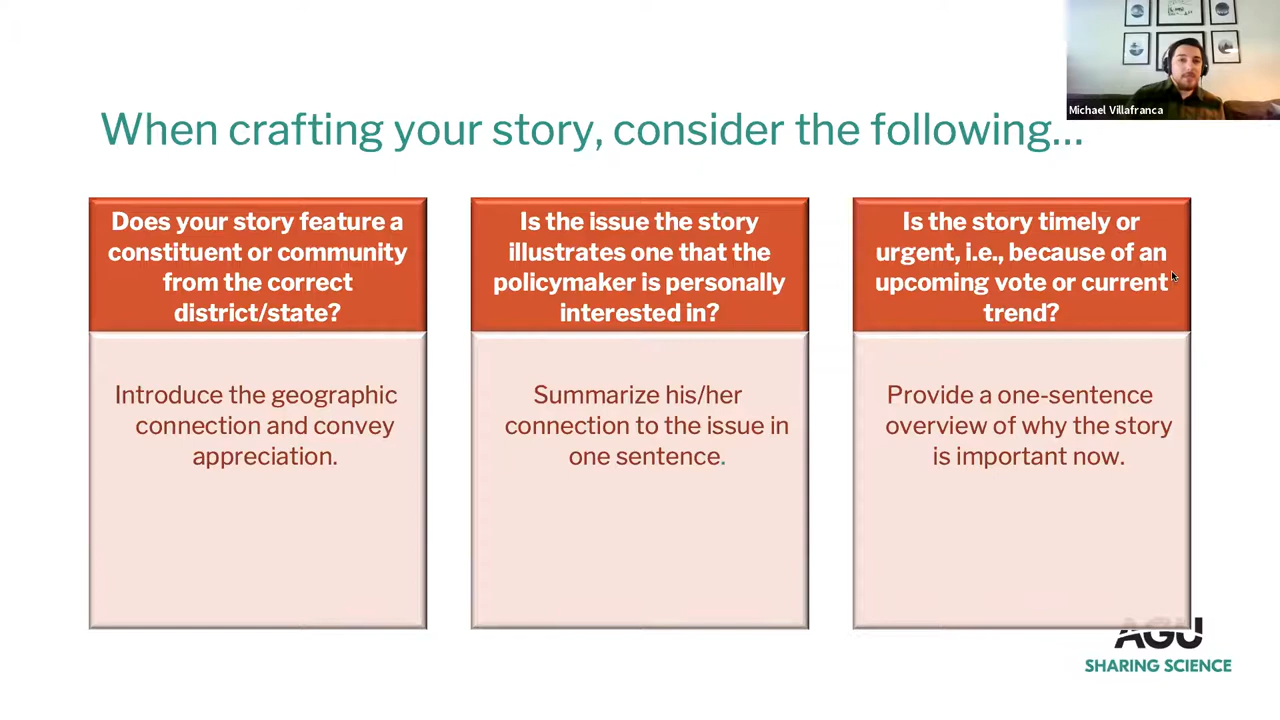 Michael Villafranca
When crafting your story, consider the following...
Does your story feature a
constituent or community
from the correct
district/state?
Introduce the geographic
connection and convey
appreciation.
Is the issue the story
illustrates one that the
policymaker is personally
interested in?
Summarize his/her
connection to the issue in
one sentence.
Is the story timely or
urgent, i.e., because of an
upcoming vote or current
trend?
Provide a one-sentence
overview of why the story
is important now.
AGU
SHARING SCIENCE